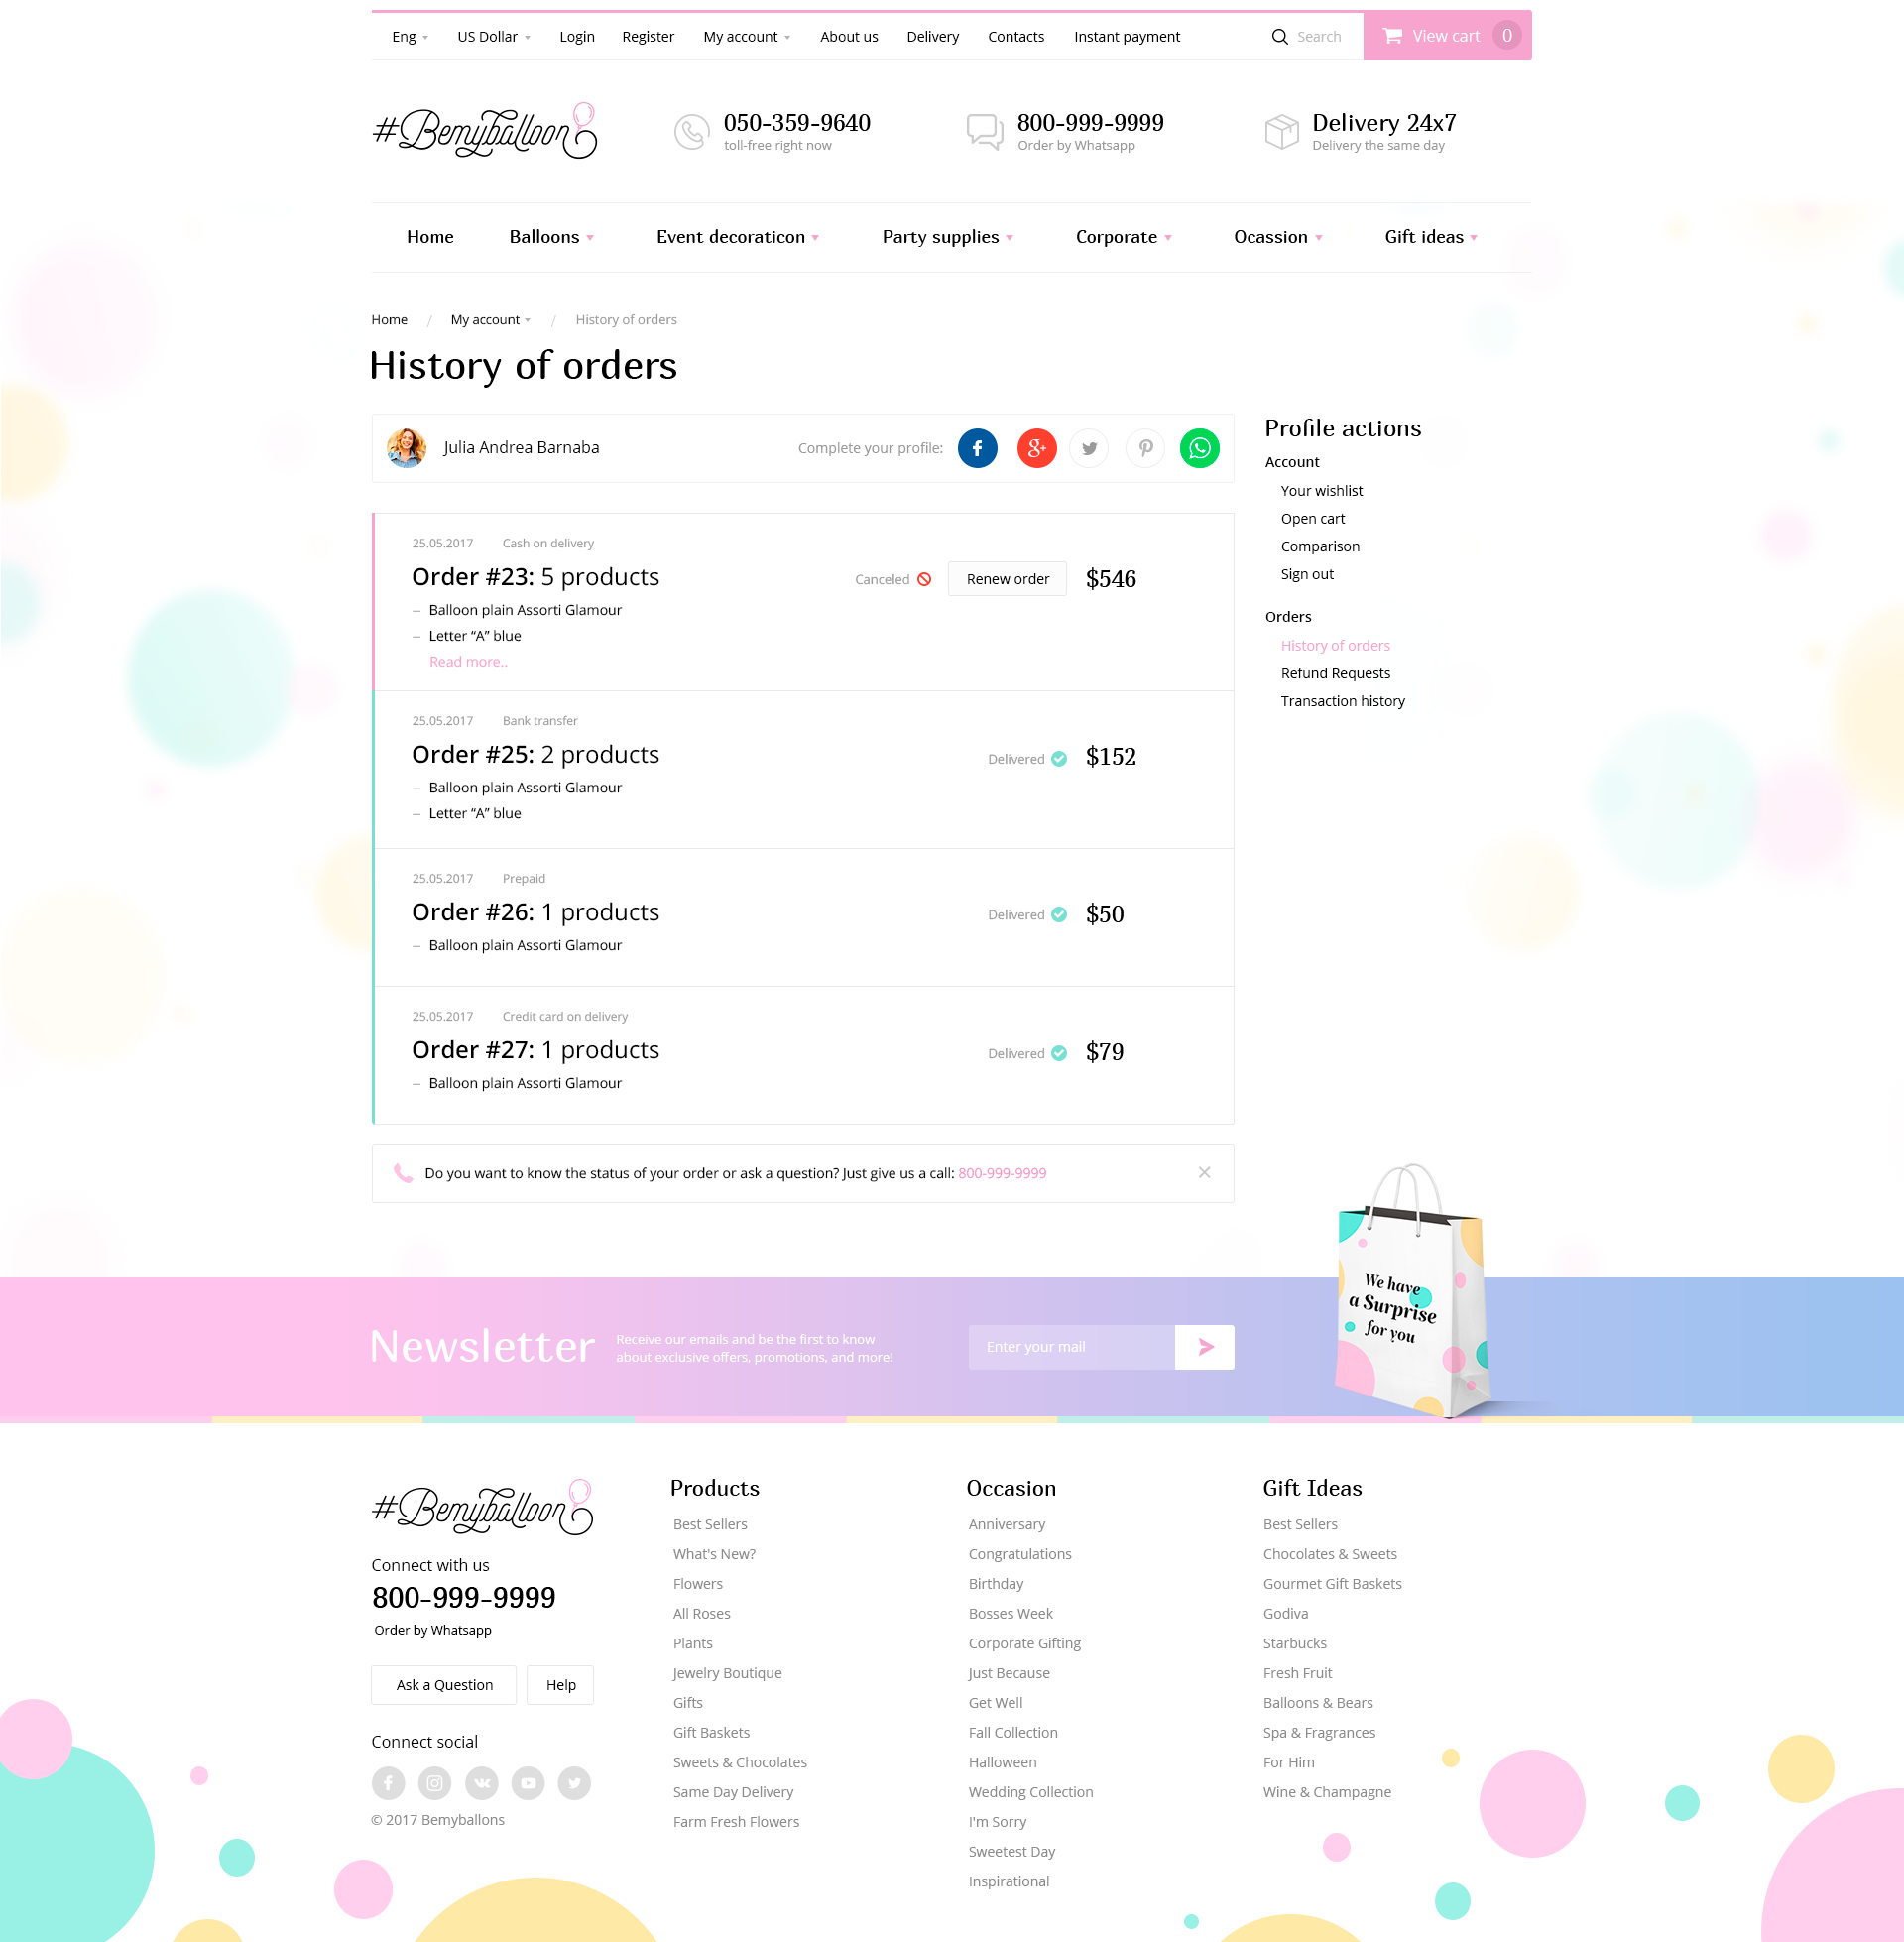 Eng US Dollar Login Register My account About us Delivery Contacts Instant payment Search View cart 0
#Bemyballoon
050-359-9640
toll-free right now
800-999-9999
Order by Whatsapp
Delivery 24x7
Delivery the same day
Home Balloons Event decoraticon Party supplies Corporate Ocassion Gift ideas
Home / My account / History of orders
History of orders
Julia Andrea Barnaba
Complete your profile:
25.05.2017 Cash on delivery
Order #23: 5 products
Canceled Renew order $546
– Balloon plain Assorti Glamour
– Letter “A” blue
Read more..
25.05.2017 Bank transfer
Order #25: 2 products
Delivered $152
– Balloon plain Assorti Glamour
– Letter “A” blue
25.05.2017 Prepaid
Order #26: 1 products
Delivered $50
– Balloon plain Assorti Glamour
25.05.2017 Credit card on delivery
Order #27: 1 products
Delivered $79
– Balloon plain Assorti Glamour
Do you want to know the status of your order or ask a question? Just give us a call: 800-999-9999
Profile actions
Account
Your wishlist
Open cart
Comparison
Sign out
Orders
History of orders
Refund Requests
Transaction history
Newsletter
Receive our emails and be the first to know
about exclusive offers, promotions, and more!
Enter your mail
We have
a Surprise
for you
#Bemyballoon
Connect with us
800-999-9999
Order by Whatsapp
Ask a Question
Help
Connect social
© 2017 Bemyballons
Products
Best Sellers
What's New?
Flowers
All Roses
Plants
Jewelry Boutique
Gifts
Gift Baskets
Sweets & Chocolates
Same Day Delivery
Farm Fresh Flowers
Occasion
Anniversary
Congratulations
Birthday
Bosses Week
Corporate Gifting
Just Because
Get Well
Fall Collection
Halloween
Wedding Collection
I'm Sorry
Sweetest Day
Inspirational
Gift Ideas
Best Sellers
Chocolates & Sweets
Gourmet Gift Baskets
Godiva
Starbucks
Fresh Fruit
Balloons & Bears
Spa & Fragrances
For Him
Wine & Champagne